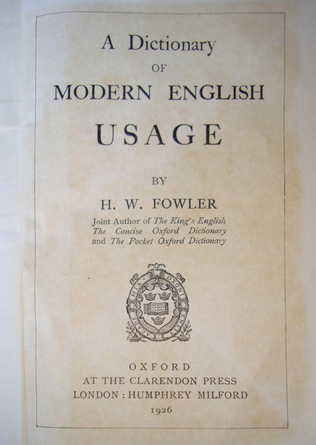 A Dictionary
OF
MODERN ENGLISH
USAGE
BY
H. W. FOWLER
Joint Author of The King's English
The Concise Oxford Dictionary
and The Pocket Oxford Dictionary
OXFORD
AT THE CLARENDON PRESS
LONDON : HUMPHREY MILFORD
1926